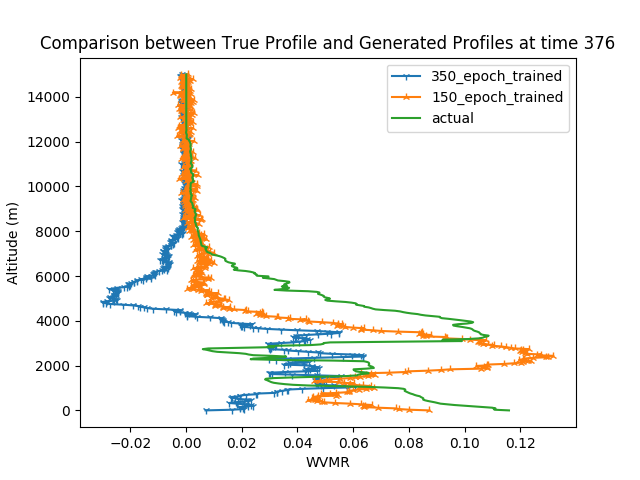 Comparison between True Profile and Generated Profiles at time 376
350_epoch_trained
150_epoch_trained
actual
Altitude (m)
14000
12000
10000
8000
6000
4000
2000
0
−0.02
0.00
0.02
0.04
0.06
0.08
0.10
0.12
WVMR